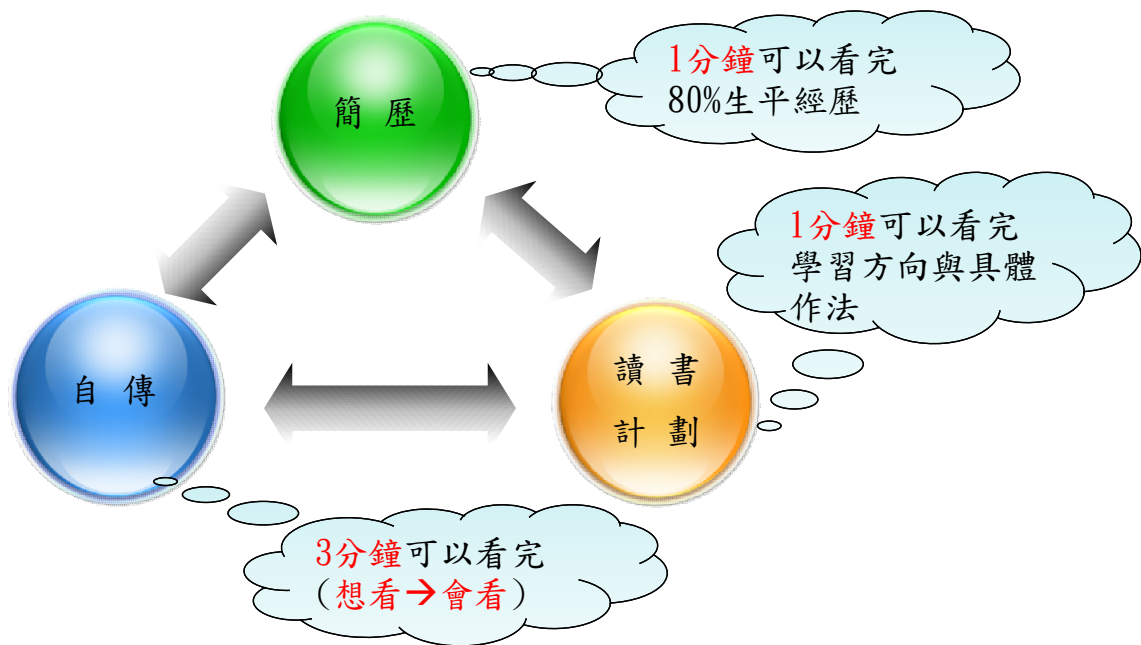 簡 歷
1分鐘可以看完
80%生平經歷
1分鐘可以看完
學習方向與具體
作法
自 傳
讀 書
計 劃
3分鐘可以看完
(想看→會看)